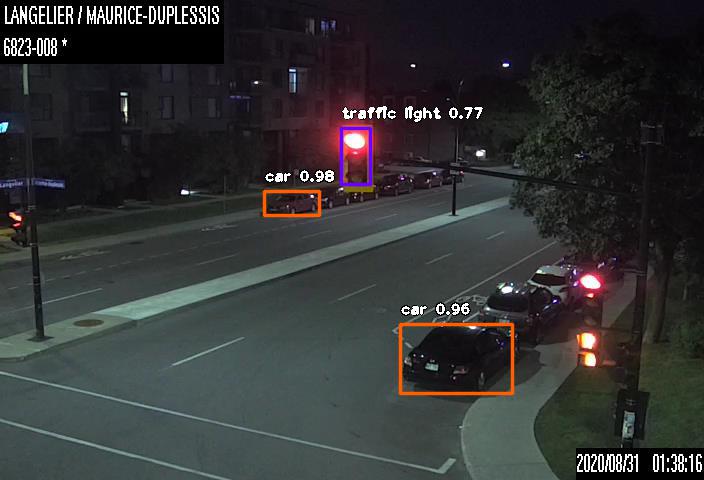 LANGELIER / MAURICE-DUPLESSIS
6823-008 *
traffic light 0.77
car 0.98
Langelier
car 0.96
2020/08/31 01:38:16